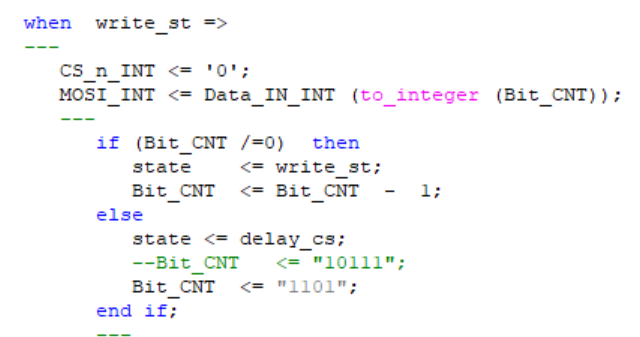 when  write_st =>
---
   CS_n_INT <= '0';
   MOSI_INT <= Data_IN_INT (to_integer (Bit_CNT));
   ---
      if (Bit_CNT /=0)  then
         state    <= write_st;
         Bit_CNT  <= Bit_CNT  -  1;
      else
         state <= delay_cs;
         --Bit_CNT   <= "10111";
         Bit_CNT  <= "1101";
      end if;
      ---